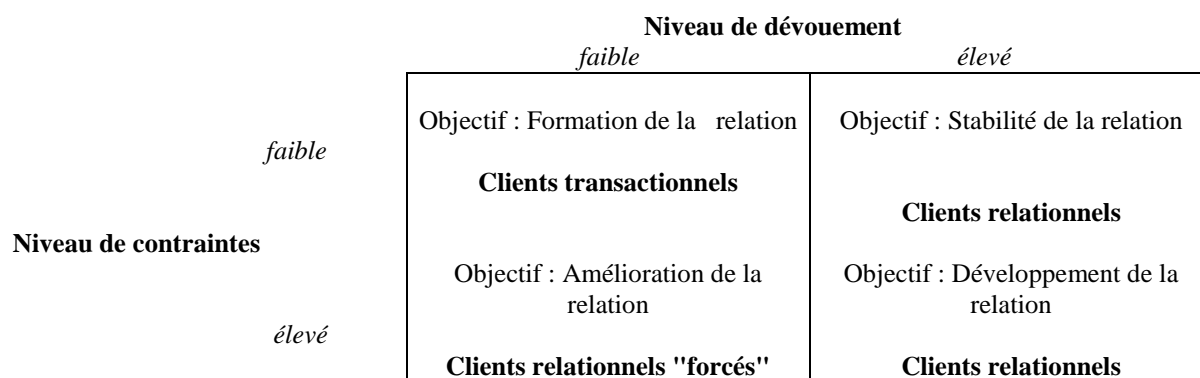 Niveau de dévouement
faible élevé
Objectif : Formation de la relation Objectif : Stabilité de la relation
faible
Clients transactionnels
Clients relationnels
Niveau de contraintes
Objectif : Amélioration de la Objectif : Développement de la
relation relation
élevé
Clients relationnels "forcés" Clients relationnels